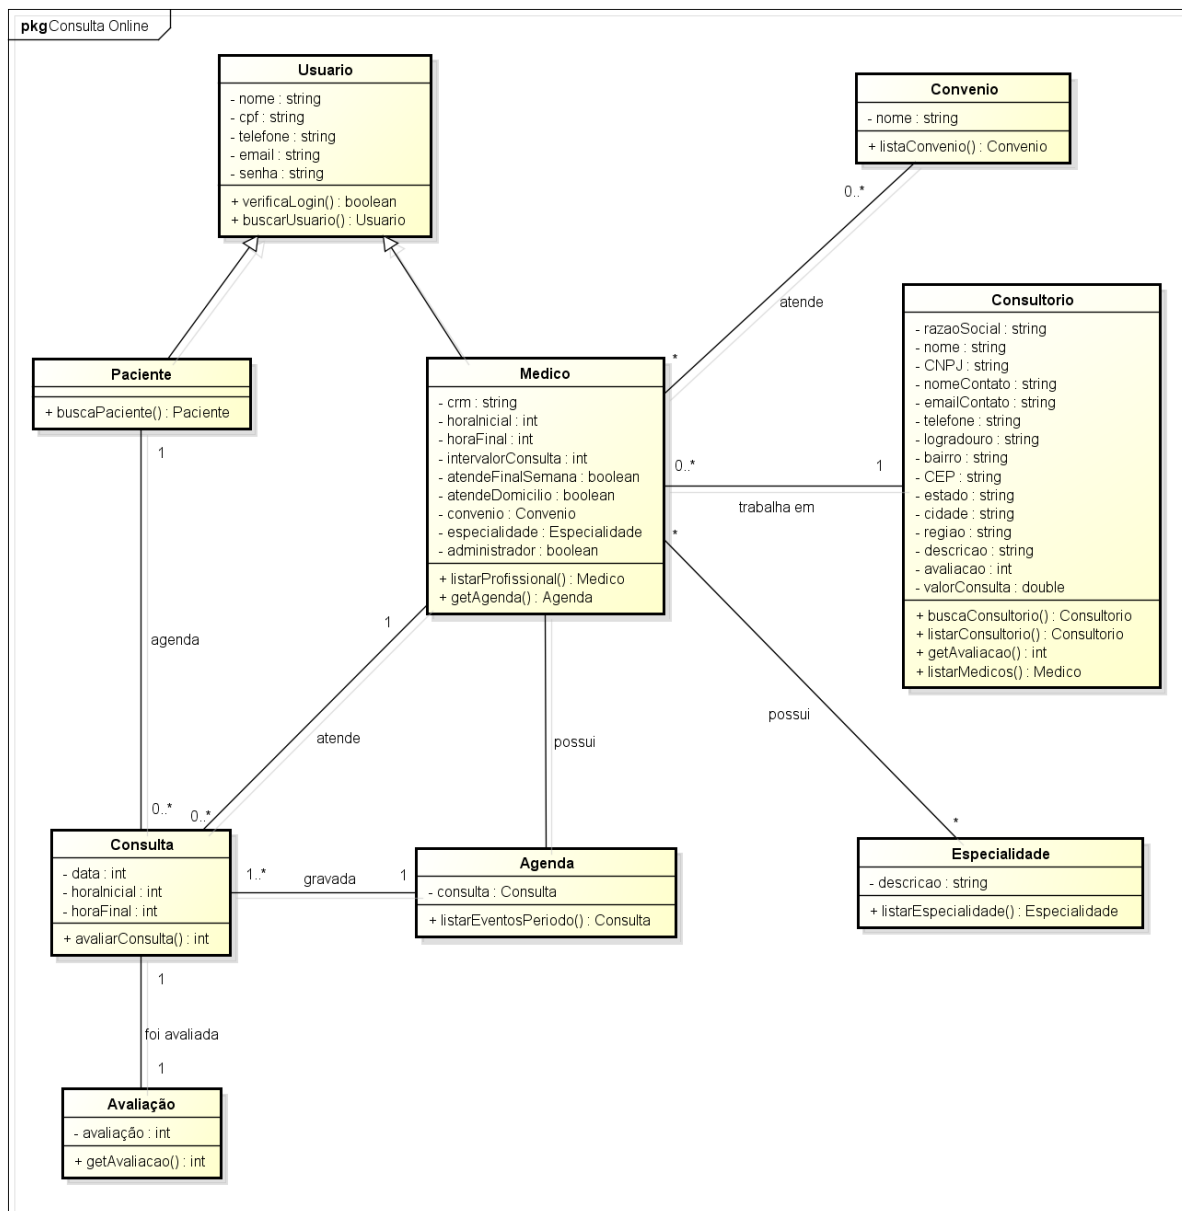 pkg Consulta Online
Usuario
- nome : string
- cpf : string
- telefone : string
- email : string
- senha : string
+ verificaLogin() : boolean
+ buscarUsuario() : Usuario
Convenio
- nome : string
+ listaConvenio() : Convenio
0..*
atende
*
Consultorio
- razaoSocial : string
- nome : string
- CNPJ : string
- nomeContato : string
- emailContato : string
- telefone : string
- logradouro : string
- bairro : string
- CEP : string
- estado : string
- cidade : string
- regiao : string
- descricao : string
- avaliacao : int
- valorConsulta : double
+ buscaConsultorio() : Consultorio
+ listarConsultorio() : Consultorio
+ getAvaliacao() : int
+ listarMedicos() : Medico
Paciente
+ buscaPaciente() : Paciente
1
Medico
- crm : string
- horaInicial : int
- horaFinal : int
- intervalorConsulta : int
- atendeFinalSemana : boolean
- atendeDomicilio : boolean
- convenio : Convenio
- especialidade : Especialidade
- administrador : boolean
+ listarProfissional() : Medico
+ getAgenda() : Agenda
0..*
1
trabalha em
*
1
agenda
atende
possui
possui
0..*
0..*
*
Consulta
- data : int
- horaInicial : int
- horaFinal : int
+ avaliarConsulta() : int
1..*
gravada
1
Agenda
- consulta : Consulta
+ listarEventosPeriodo() : Consulta
Especialidade
- descricao : string
+ listarEspecialidade() : Especialidade
1
foi avaliada
1
Avaliação
- avaliação : int
+ getAvaliacao() : int